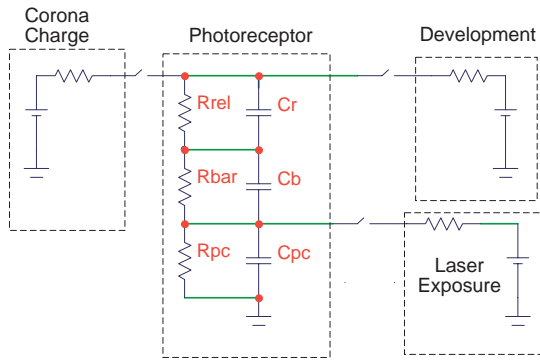 Corona
Charge
Photoreceptor
Development
Rrel
Cr
Rbar
Cb
Rpc
Cpc
Laser
Exposure